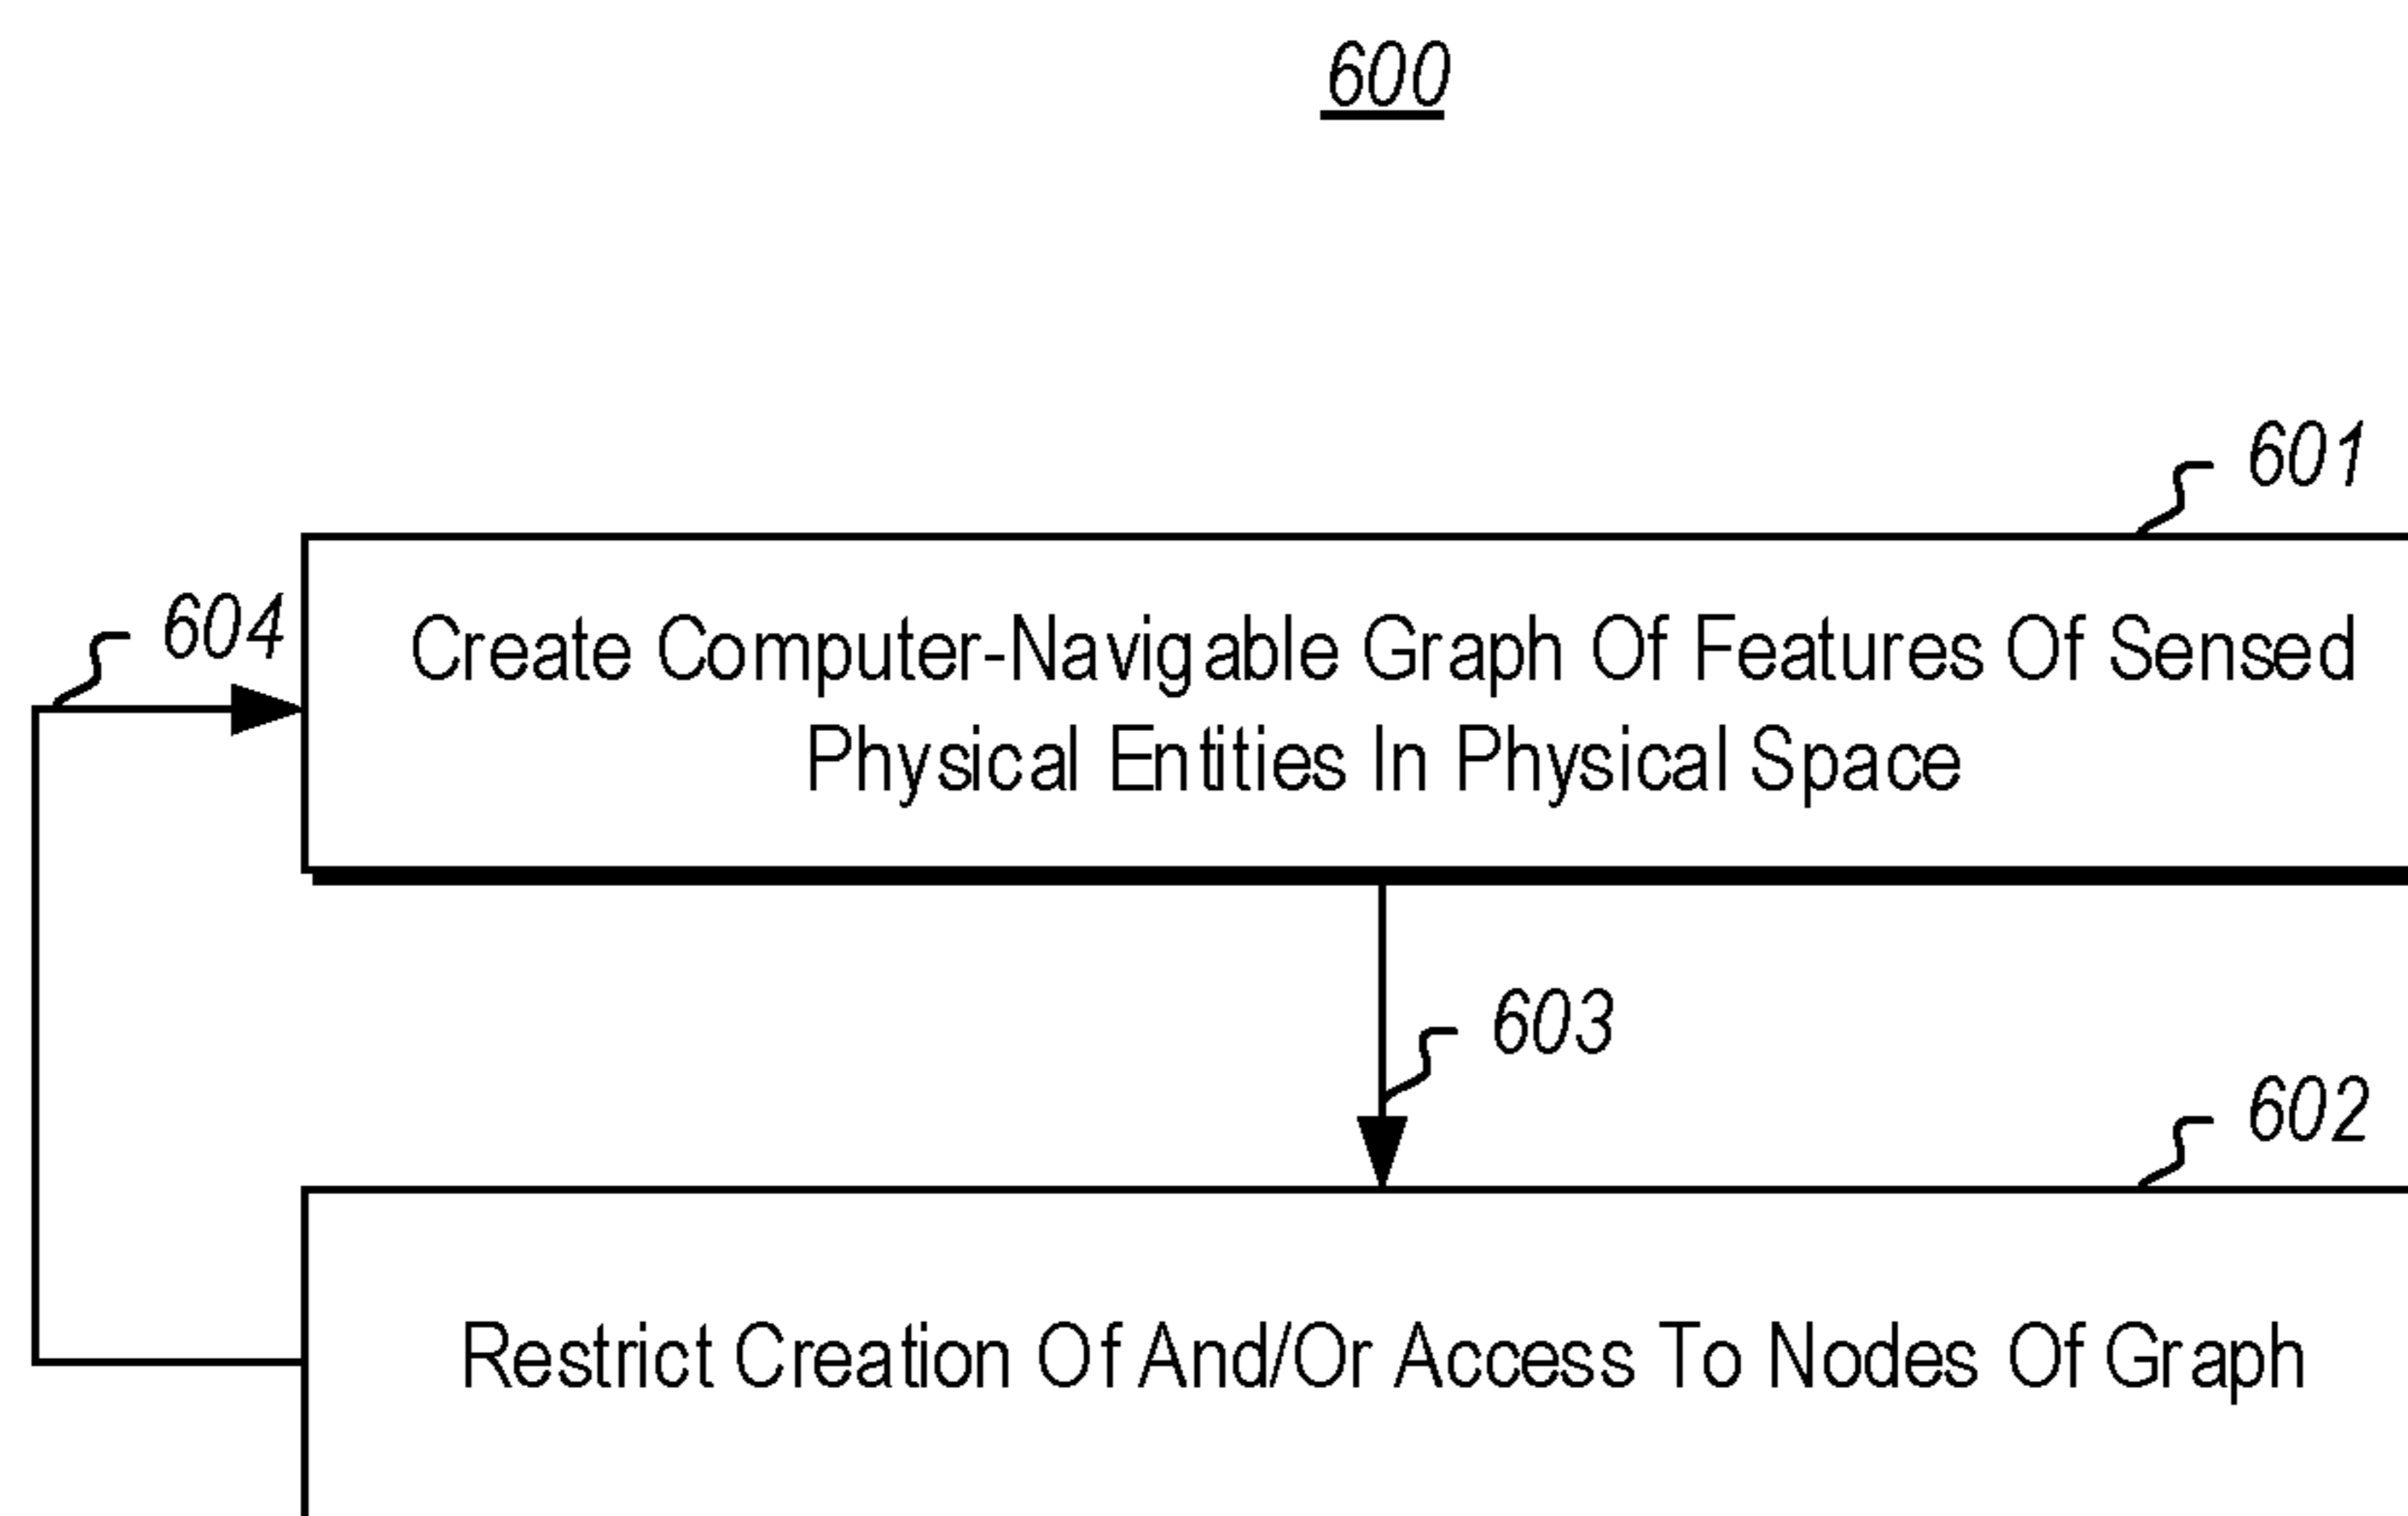 600
601
604
Create Computer-Navigable Graph Of Features Of Sensed
Physical Entities In Physical Space
603
602
Restrict Creation Of And/Or Access To Nodes Of Graph